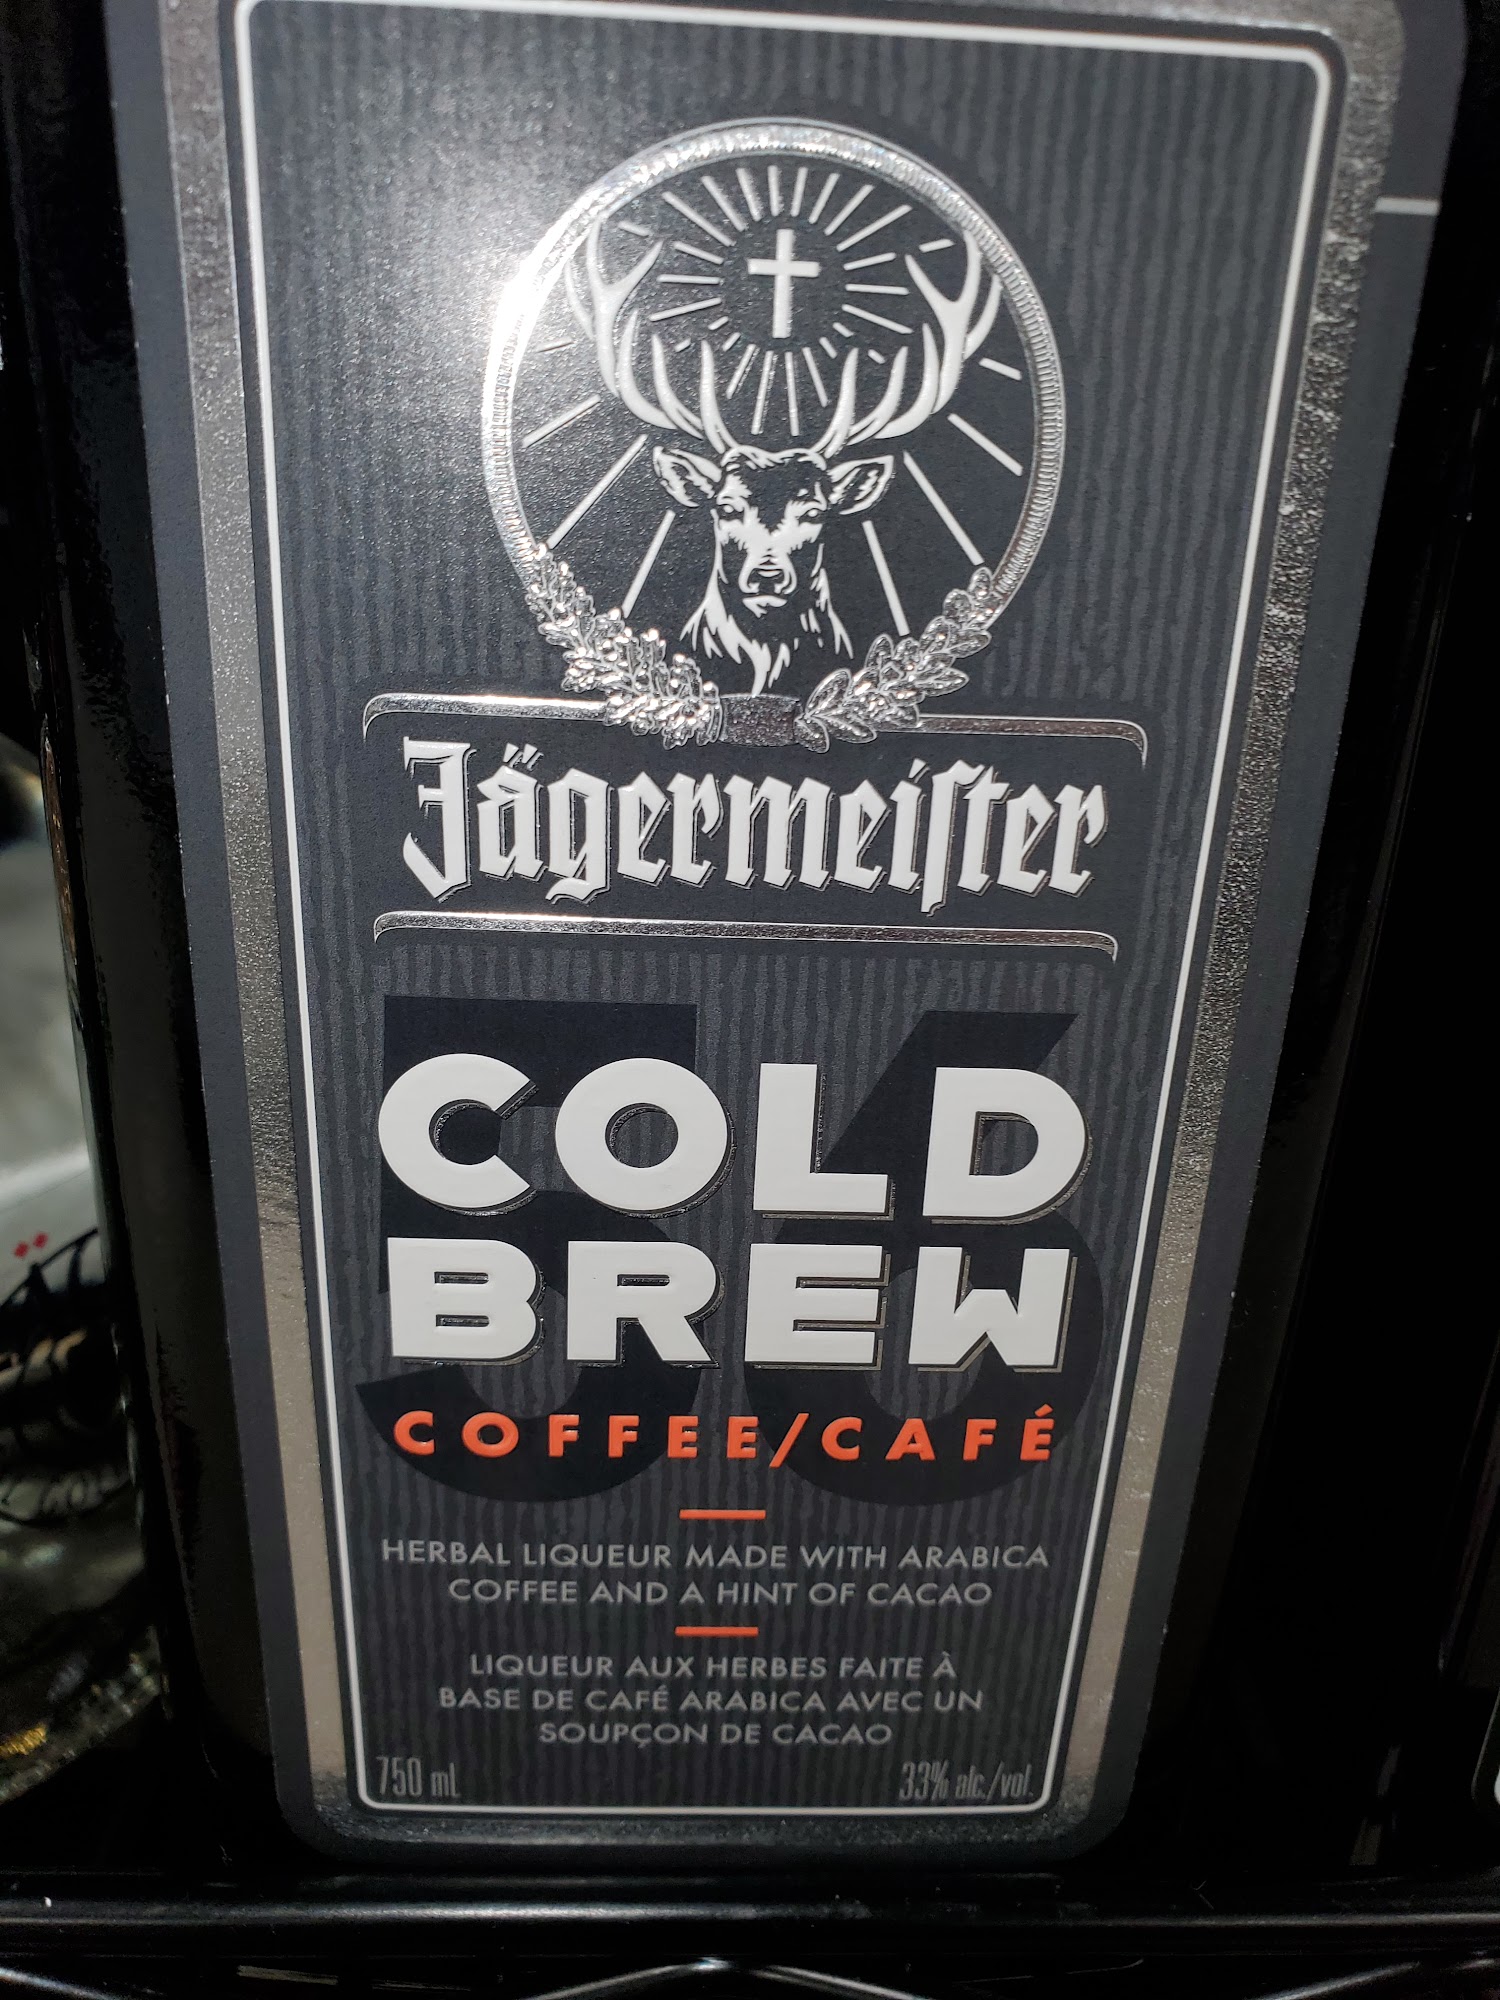 Jägermeiſter
56
COLD
BREW
COFFEE/CAFÉ
HERBAL LIQUEUR MADE WITH ARABICA
COFFEE AND A HINT OF CACAO
LIQUEUR AUX HERBES FAITE À
BASE DE CAFÉ ARABICA AVEC UN
SOUPÇON DE CACAO
750 mL 33% alc./vol.